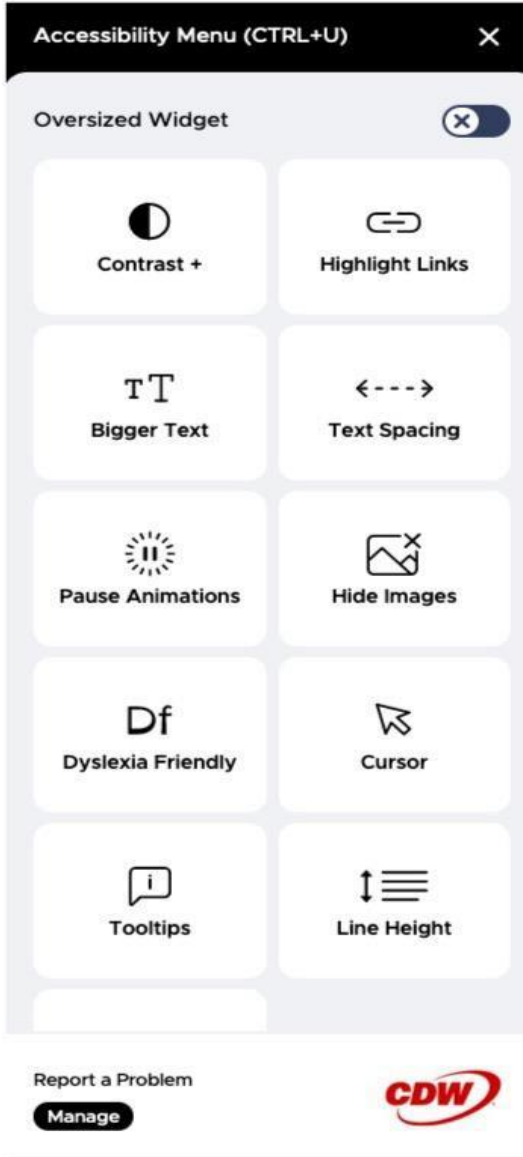 Accessibility Menu (CTRL+U)
Oversized Widget
Contrast +
Highlight Links
TT
Bigger Text
Text Spacing
Pause Animations
Hide Images
Df
Dyslexia Friendly
Cursor
i
Tooltips
Line Height
Report a Problem
Manage
CDW